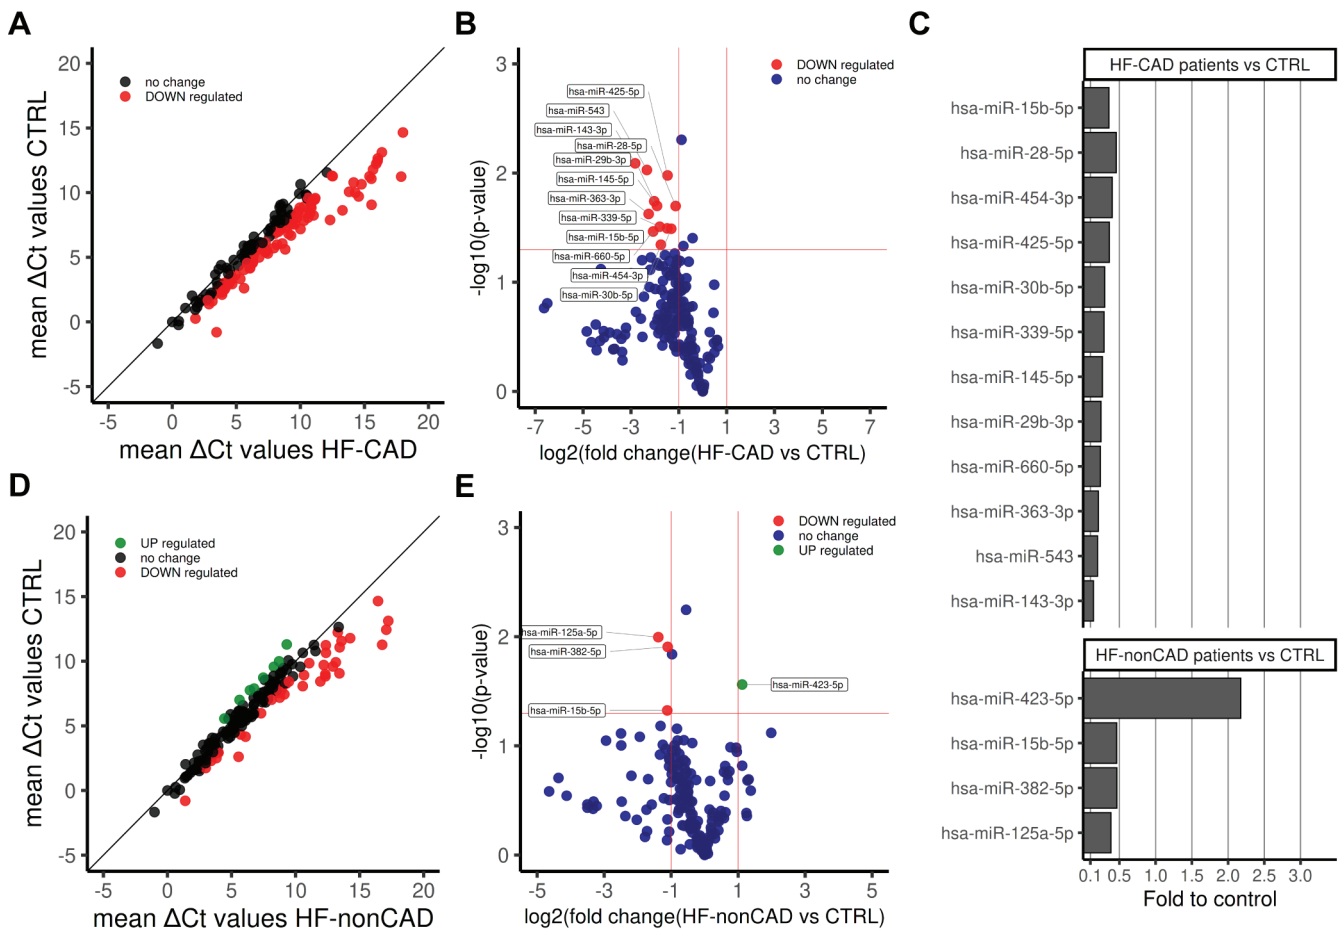 A
mean ΔCt values CTRL
20
15
10
5
0
-5
no change
DOWN regulated
-5
0
5
10
15
20
mean ΔCt values HF-CAD
B
-log10(p-value)
3
2
1
0
DOWN regulated
no change
hsa-miR-425-5p
hsa-miR-543
hsa-miR-143-3p
hsa-miR-28-5p
hsa-miR-29b-3p
hsa-miR-145-5p
hsa-miR-363-3p
hsa-miR-339-5p
hsa-miR-15b-5p
hsa-miR-660-5p
hsa-miR-454-3p
hsa-miR-30b-5p
-7
-5
-3
-1
1
3
5
7
log2(fold change(HF-CAD vs CTRL)
C
HF-CAD patients vs CTRL
hsa-miR-15b-5p
hsa-miR-28-5p
hsa-miR-454-3p
hsa-miR-425-5p
hsa-miR-30b-5p
hsa-miR-339-5p
hsa-miR-145-5p
hsa-miR-29b-3p
hsa-miR-660-5p
hsa-miR-363-3p
hsa-miR-543
hsa-miR-143-3p
HF-nonCAD patients vs CTRL
hsa-miR-423-5p
hsa-miR-15b-5p
hsa-miR-382-5p
hsa-miR-125a-5p
0.1
0.5
1.0
1.5
2.0
2.5
3.0
Fold to control
D
mean ΔCt values CTRL
20
15
10
5
0
-5
UP regulated
no change
DOWN regulated
-5
0
5
10
15
20
mean ΔCt values HF-nonCAD
E
-log10(p-value)
3
2
1
0
DOWN regulated
no change
UP regulated
hsa-miR-125a-5p
hsa-miR-382-5p
hsa-miR-423-5p
hsa-miR-15b-5p
-5
-3
-1
1
3
5
log2(fold change(HF-nonCAD vs CTRL)